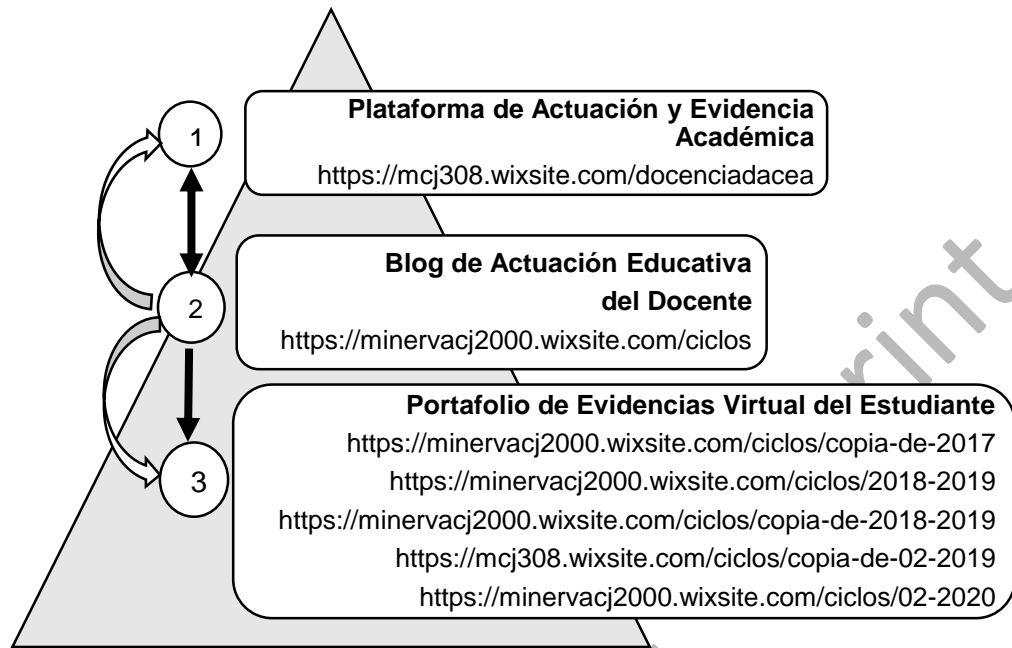 1
Plataforma de Actuación y Evidencia
Académica
https://mcj308.wixsite.com/docenciadacea
2
Blog de Actuación Educativa
del Docente
https://minervacj2000.wixsite.com/ciclos
3
Portafolio de Evidencias Virtual del Estudiante
https://minervacj2000.wixsite.com/ciclos/copia-de-2017
https://minervacj2000.wixsite.com/ciclos/2018-2019
https://minervacj2000.wixsite.com/ciclos/copia-de-2018-2019
https://mcj308.wixsite.com/ciclos/copia-de-02-2019
https://minervacj2000.wixsite.com/ciclos/02-2020